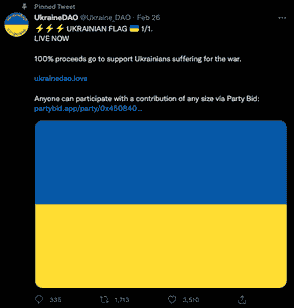 Pinned Tweet
UkraineDAO @Ukraine_DAO · Feb 26
⚡⚡⚡UKRAINIAN FLAG 🇺🇦 1/1.
LIVE NOW
100% proceeds go to support Ukrainians suffering for the war.
ukrainedao.love
Anyone can participate with a contribution of any size via Party Bid:
partybid.app/party/0x450840...
335 1,713 3,510